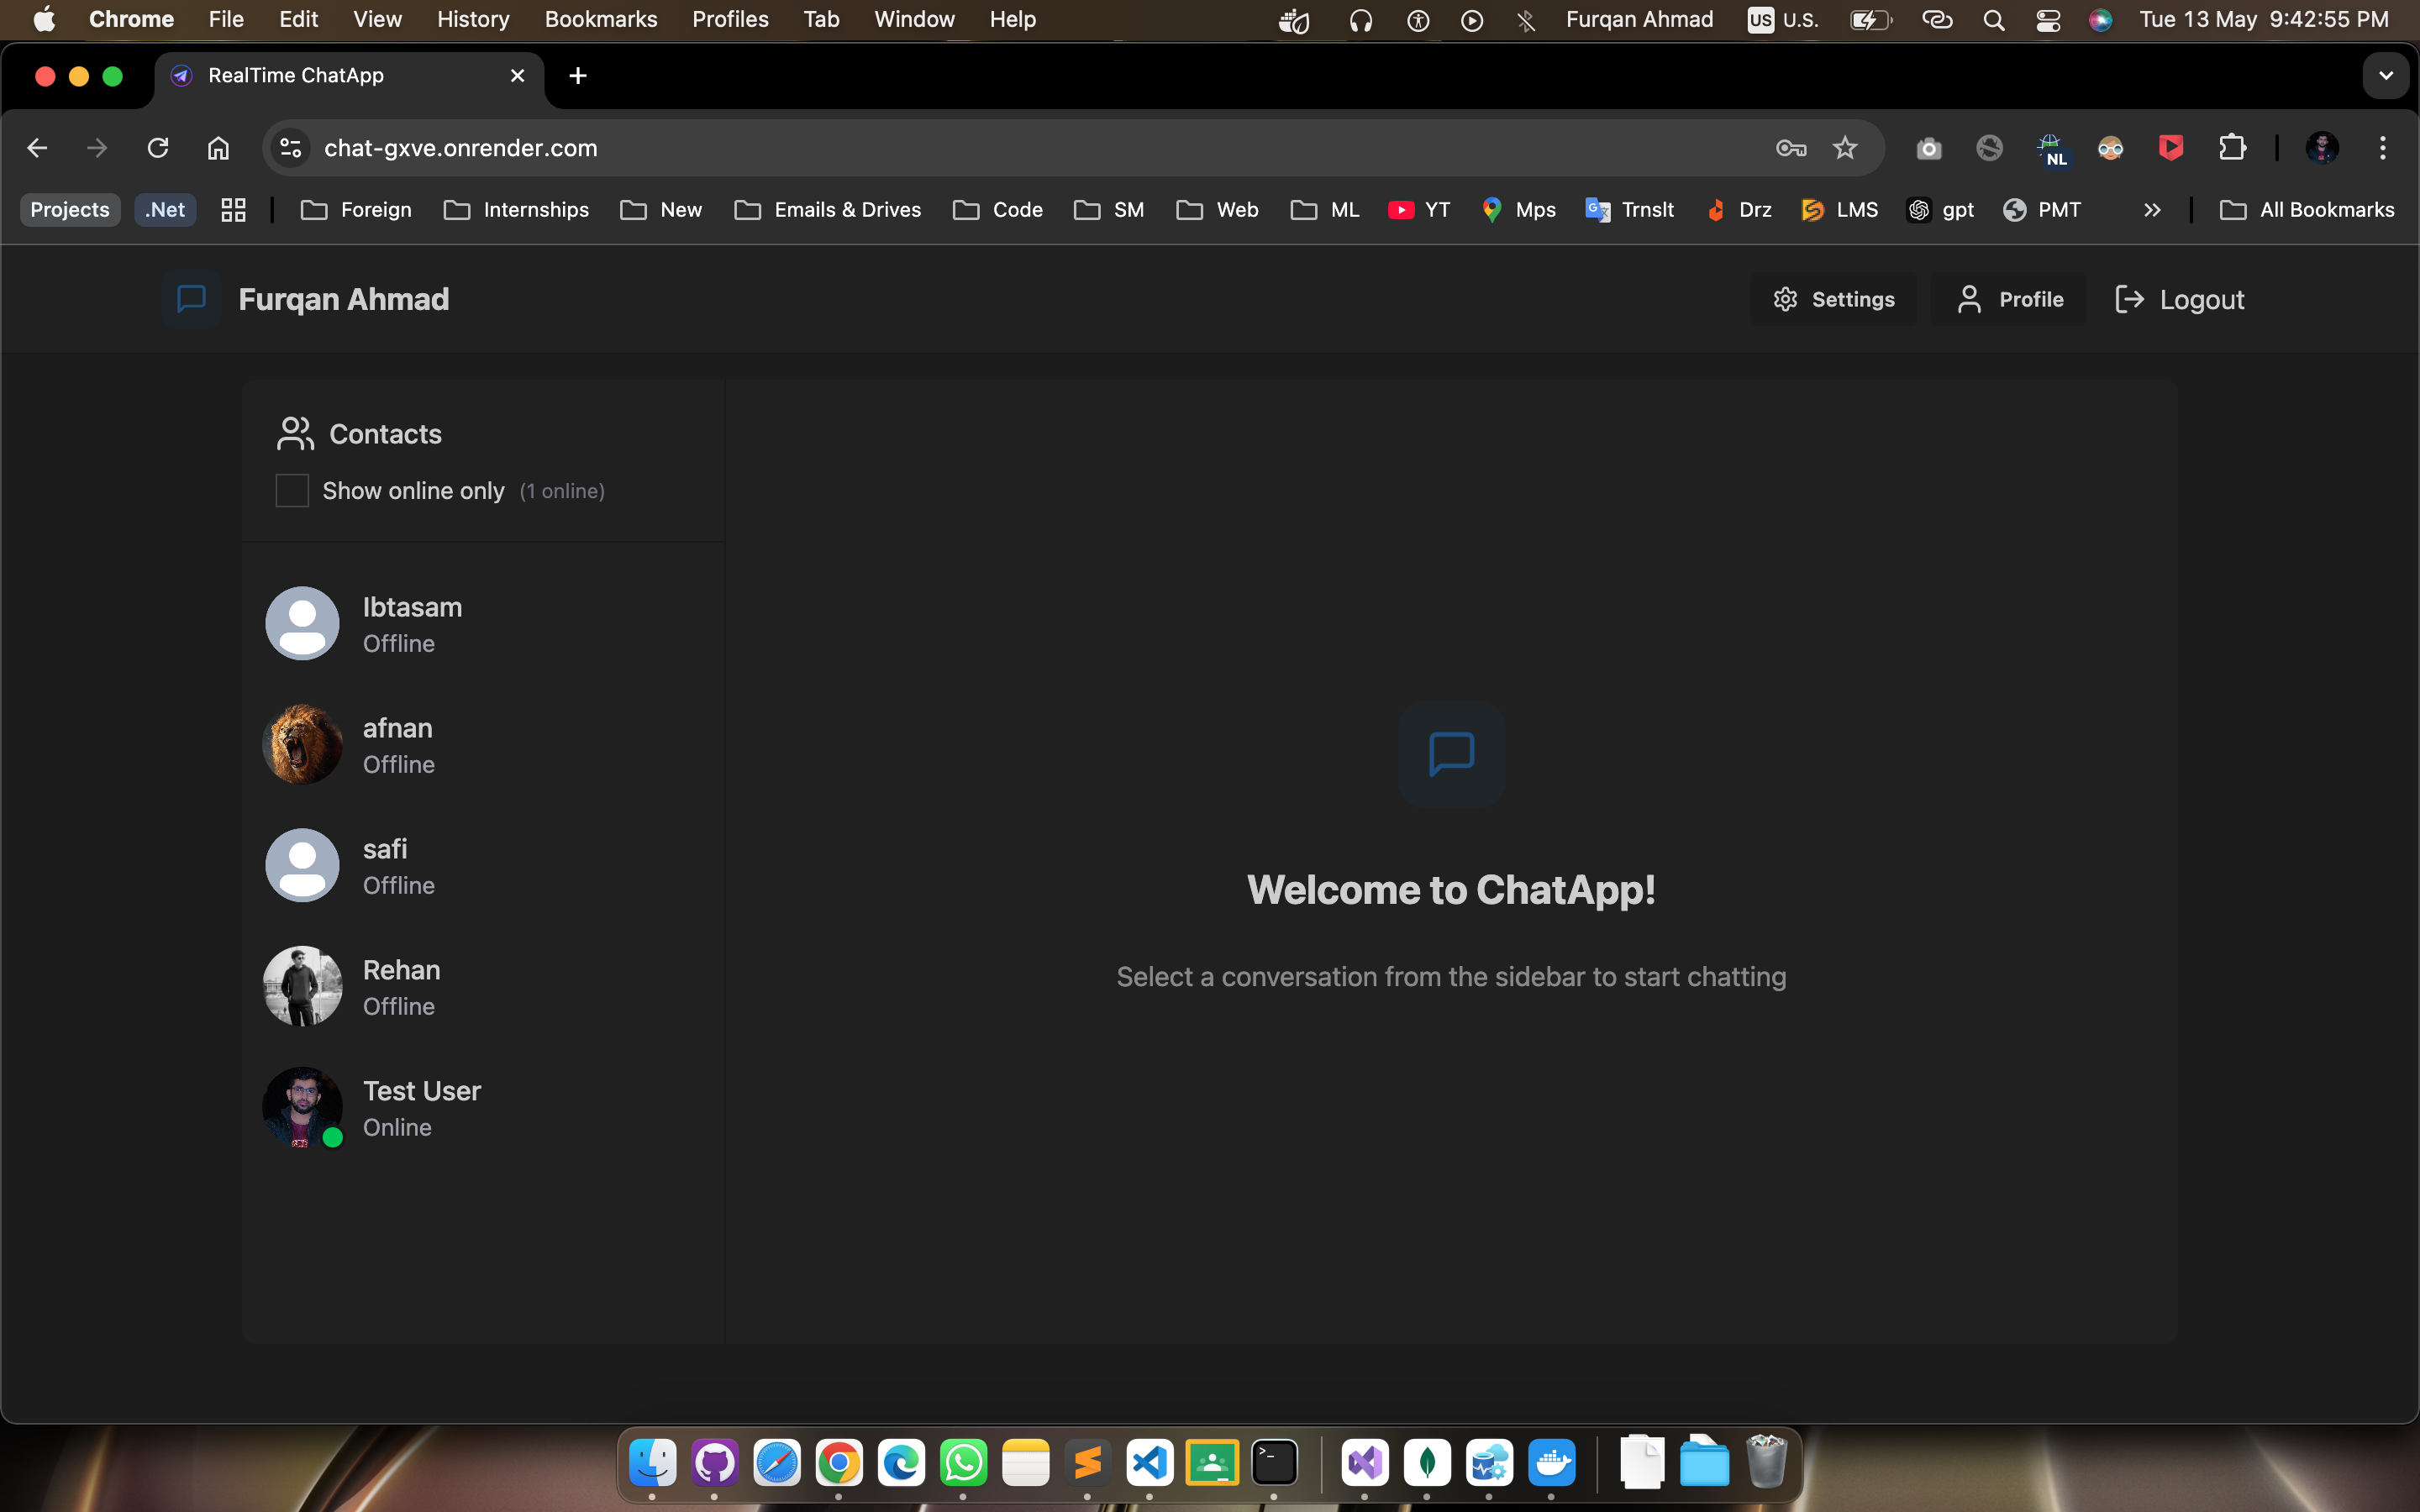 Chrome File Edit View History Bookmarks Profiles Tab Window Help Furqan Ahmad US U.S. Tue 13 May 9:42:55 PM
RealTime ChatApp
chat-gxve.onrender.com NL
Projects .Net Foreign Internships New Emails & Drives Code SM Web ML YT Mps Trnslt Drz LMS gpt PMT All Bookmarks
Furqan Ahmad Settings Profile Logout
Contacts
Show online only (1 online)
Ibtasam
Offline
afnan
Offline
safi
Offline
Rehan
Offline
Test User
Online
Welcome to ChatApp!
Select a conversation from the sidebar to start chatting